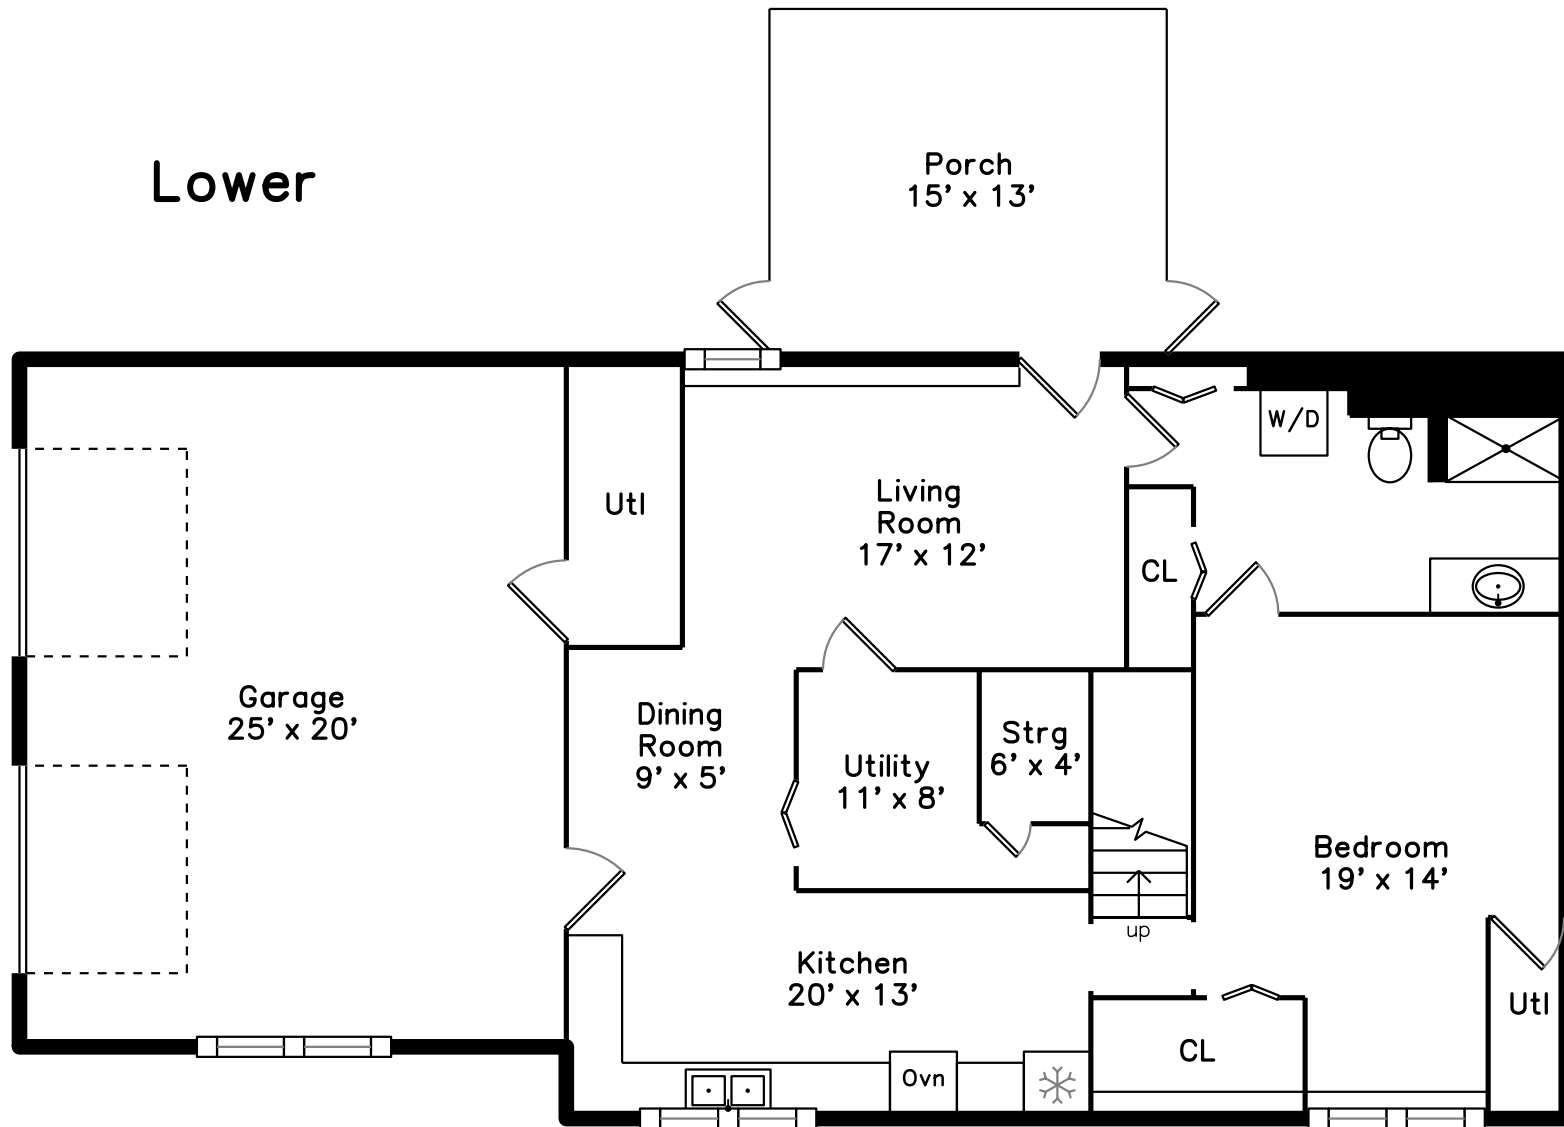 Porch
15' x 13'
Lower
W/D
Living
Room
17' x 12'
Utl
CL
Garage
25' x 20'
Dining
Room
9' x 5'
Strg
6' x 4'
Utility
11' x 8'
Bedroom
19' x 14'
up
Kitchen
20' x 13'
Utl
CL
Ovn